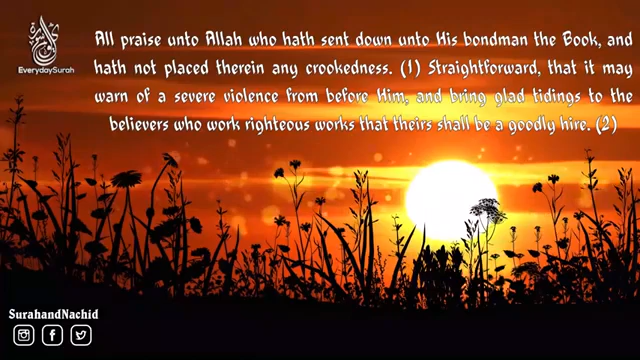 All praise unto Allah who hath sent down unto His bondman the Book, and
hath not placed therein any crookedness. (1) Straightforward, that it may
warn of a severe violence from before Him, and bring glad tidings to the
believers who work righteous works that theirs shall be a goodly hire. (2)
EverydaySurah
SurahandNachid